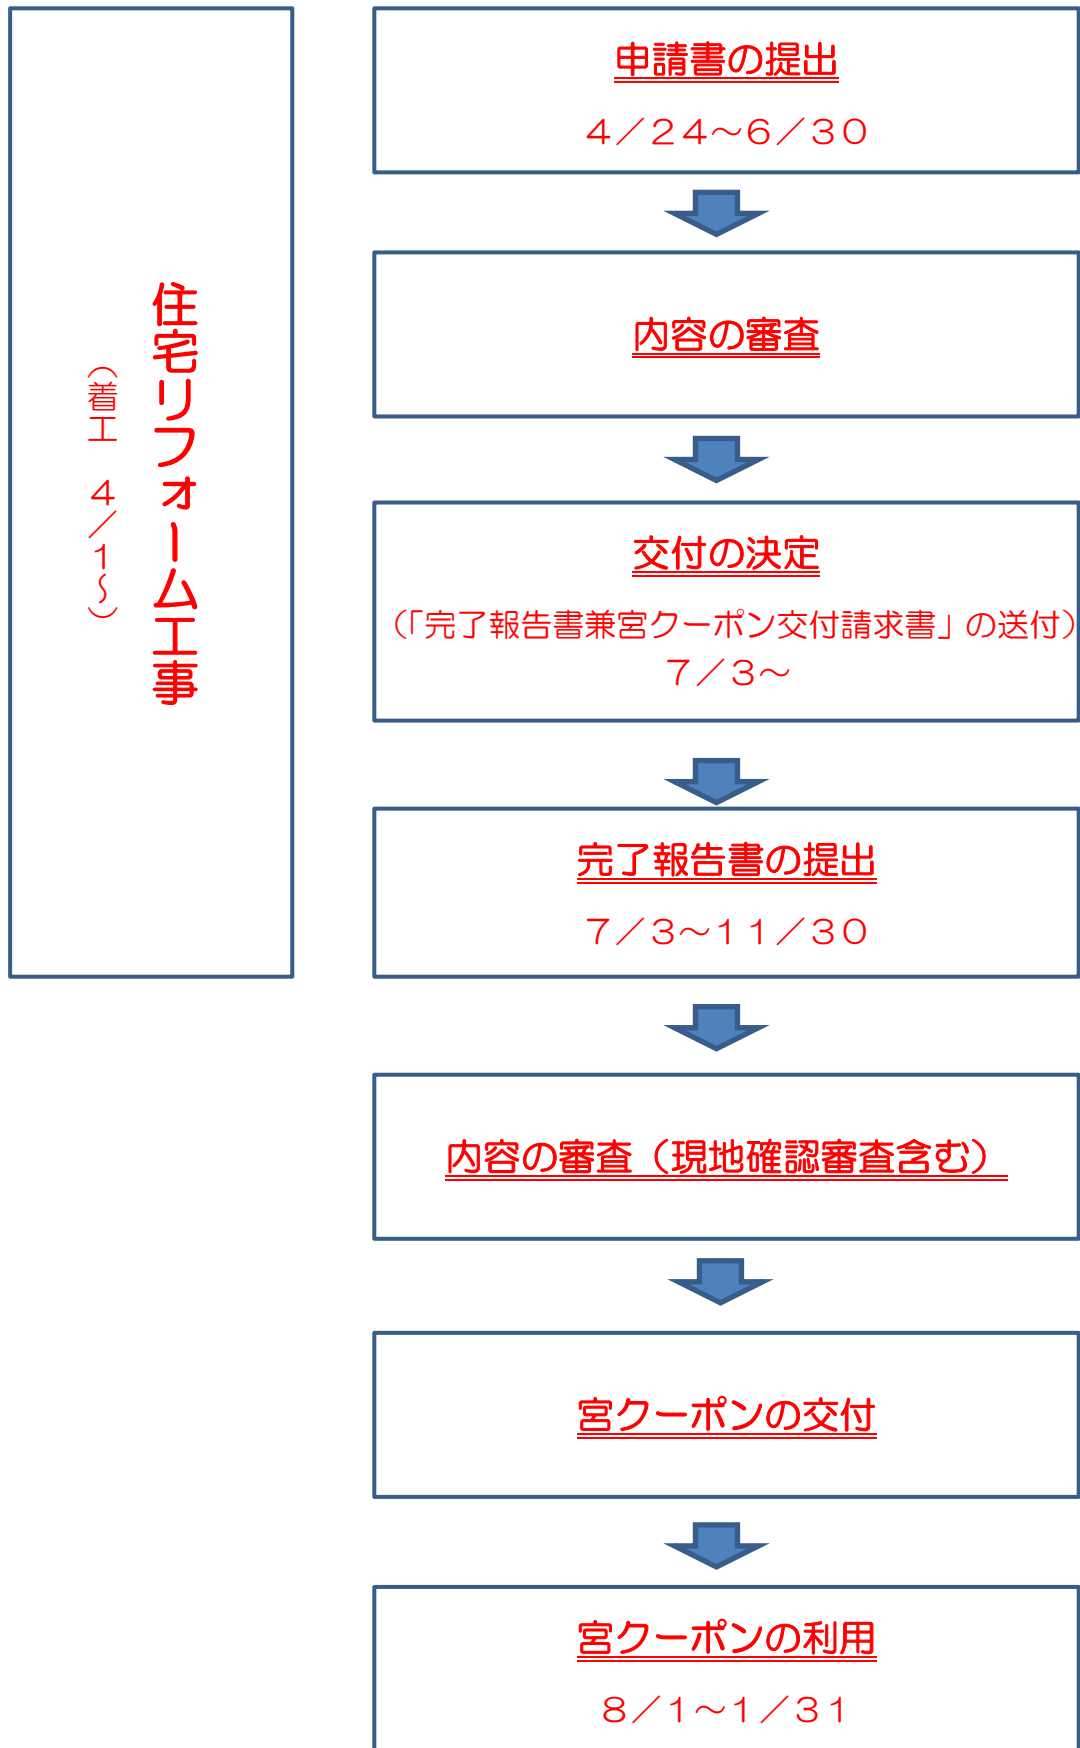 住宅リフォーム工事
（着工　４／１～）
申請書の提出
４／２４～６／３０
内容の審査
交付の決定
（「完了報告書兼宮クーポン交付請求書」の送付）
７／３～
完了報告書の提出
７／３～１１／３０
内容の審査（現地確認審査含む）
宮クーポンの交付
宮クーポンの利用
８／１～１／３１